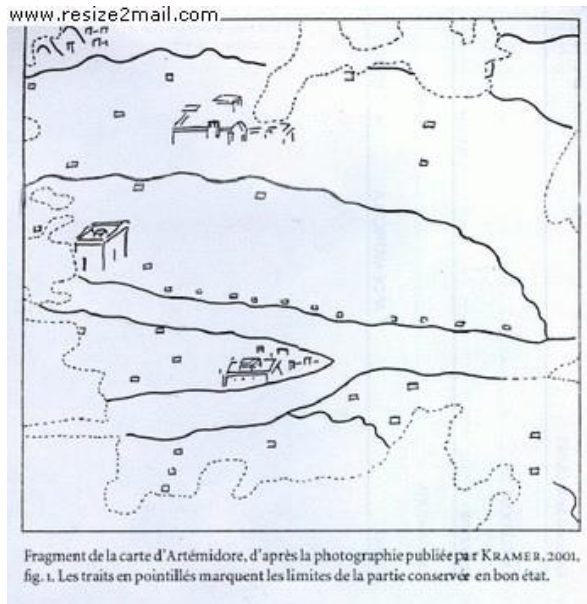 www.resize2mail.com
Fragment de la carte d'Artémidore, d'après la photographie publiée par KRAMER, 2001,
fig. 1. Les traits en pointillés marquent les limites de la partie conservée en bon état.